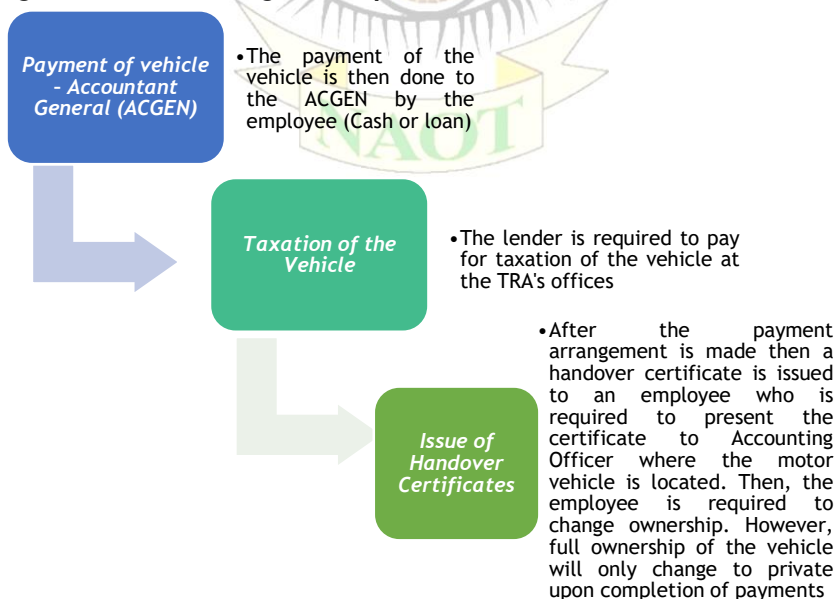 Payment of vehicle
– Accountant
General (ACGEN)
•The payment of the
vehicle is then done to
the ACGEN by the
employee (Cash or loan)
NAOT
Taxation of the
Vehicle
•The lender is required to pay
for taxation of the vehicle at
the TRA's offices
•After the payment
arrangement is made then a
handover certificate is issued
to an employee who is
required to present the
certificate to Accounting
Officer where the motor
vehicle is located. Then, the
employee is required to
change ownership. However,
full ownership of the vehicle
will only change to private
upon completion of payments
Issue of
Handover
Certificates